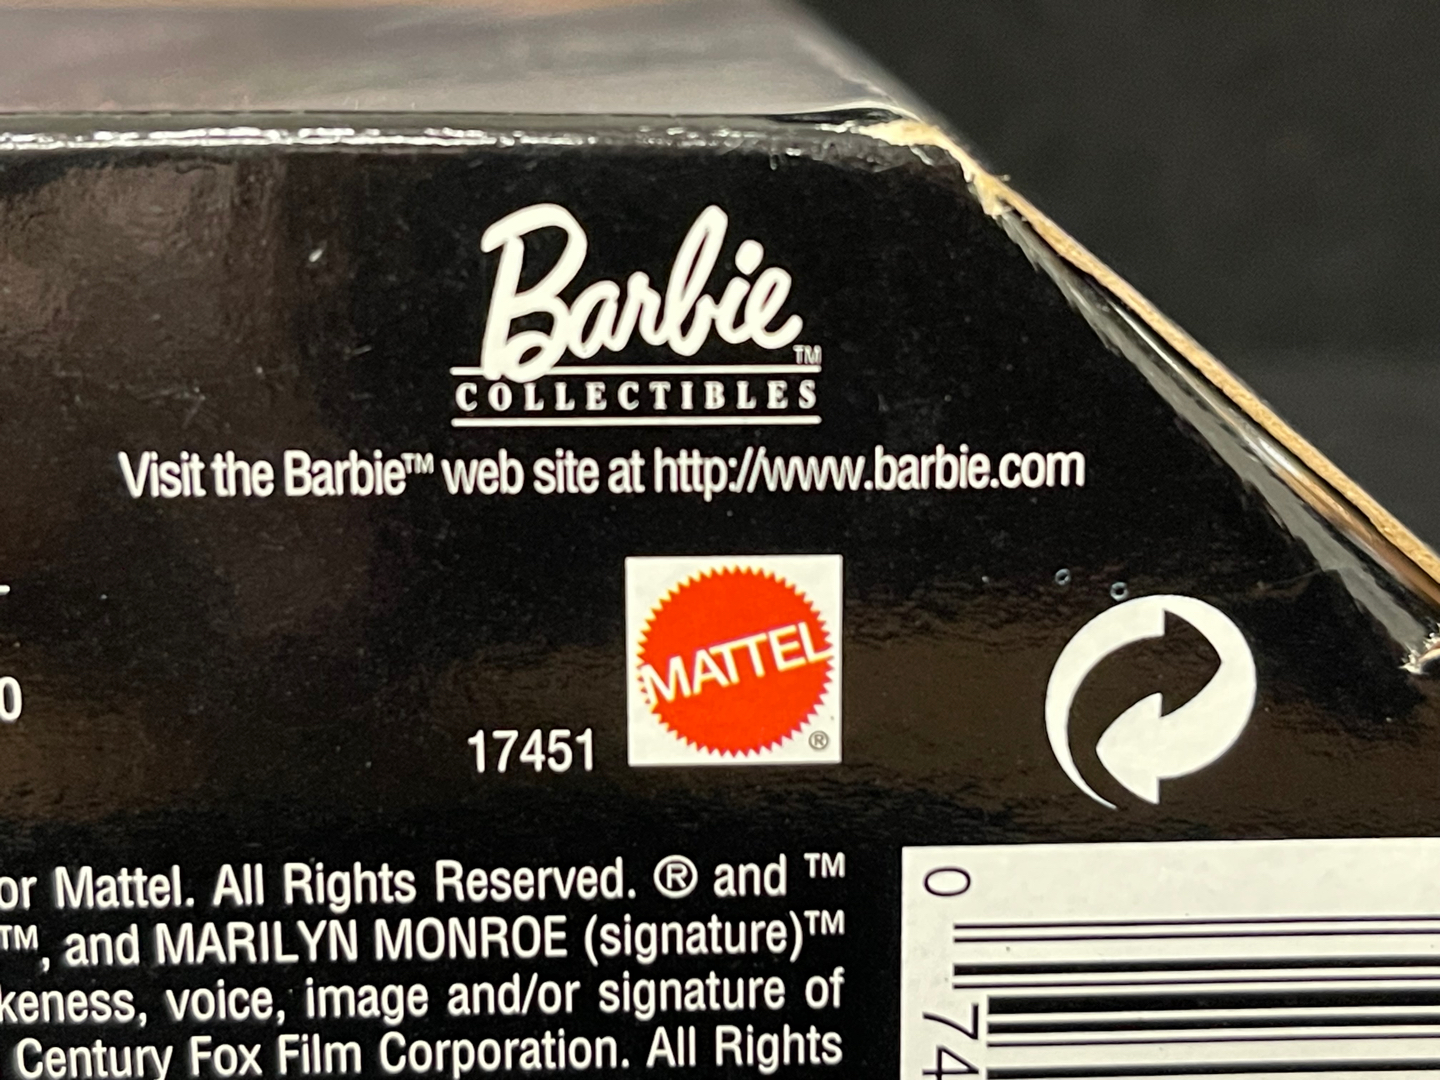 Barbie™
COLLECTIBLES
Visit the Barbie™ web site at http://www.barbie.com
0
17451
MATTEL
®
or Mattel. All Rights Reserved. ® and ™
™, and MARILYN MONROE (signature)™
keness, voice, image and/or signature of
Century Fox Film Corporation. All Rights
0
74